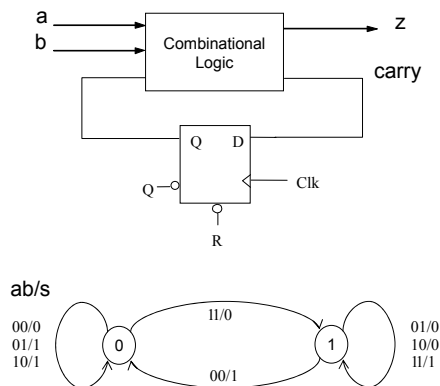 a
b
Combinational
Logic
z
carry
Q D
Q
Clk
R
ab/s
00/0
01/1
10/1
0
11/0
00/1
1
01/0
10/0
11/1